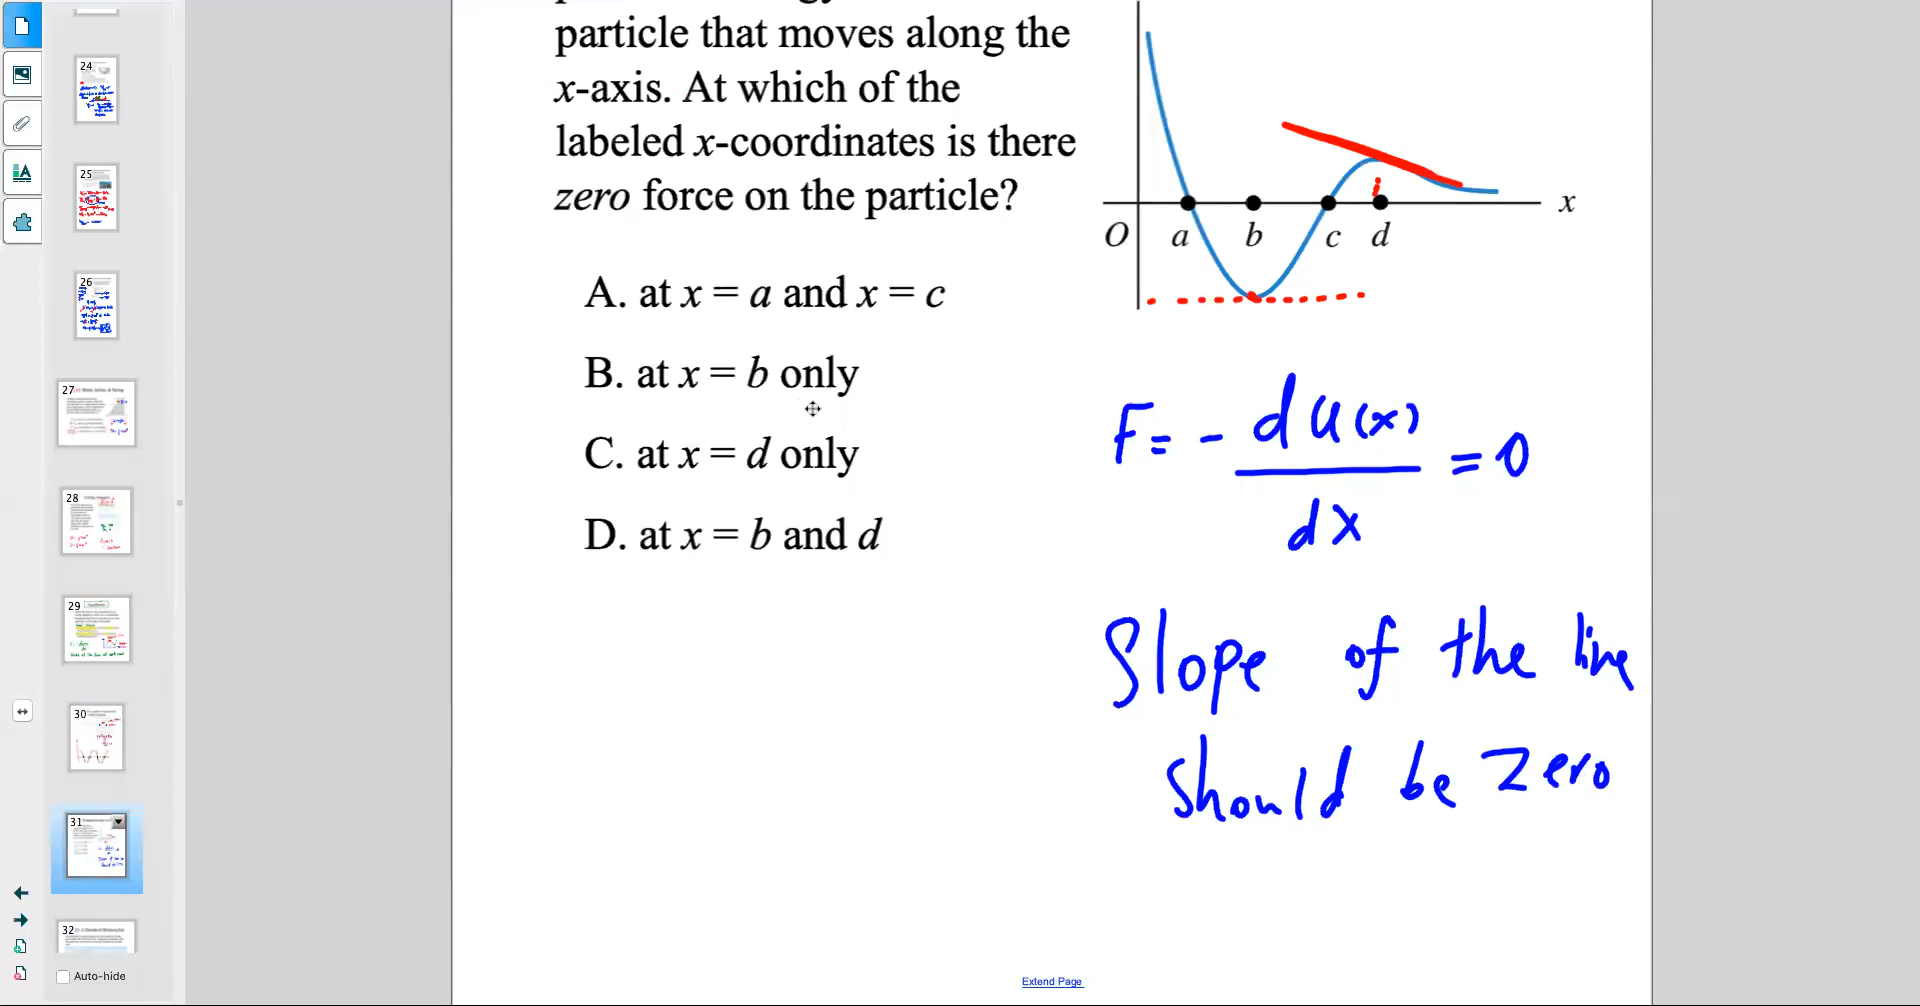 particle that moves along the
x-axis. At which of the
labeled x-coordinates is there
zero force on the particle?
A. at x = a and x = c
B. at x = b only
C. at x = d only
D. at x = b and d
x
O a b c d
F = - du(x)
= 0
dx
Slope of the line
should be zero
24
25
26
27
28
29
30
31
32
Auto-hide
Extend Page